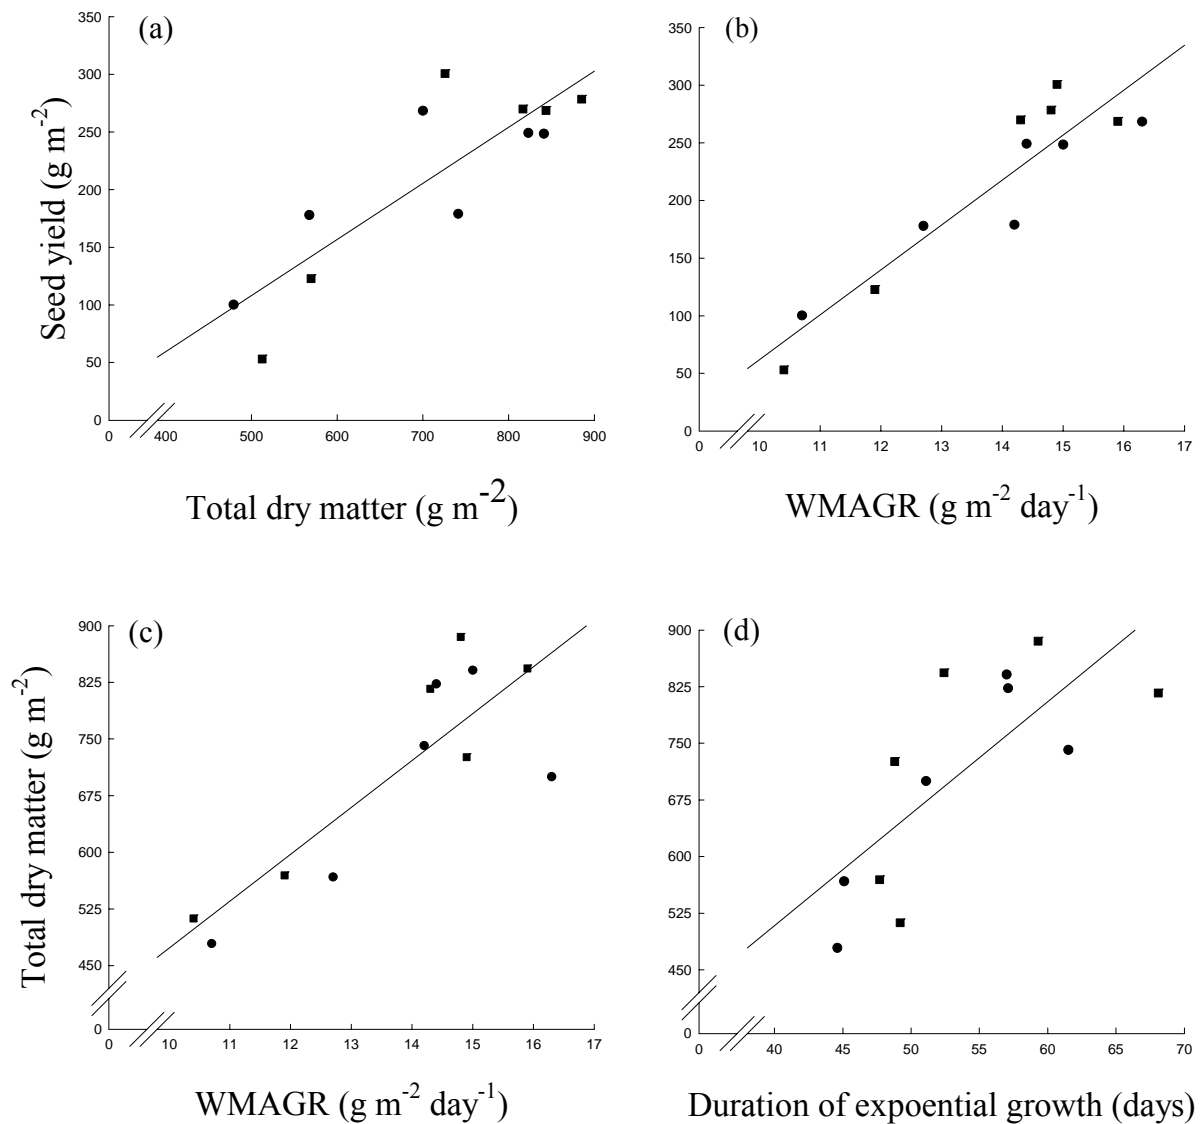 (a)
350
300
250
200
150
100
50
0
Seed yield (g m⁻²)
0 400 500 600 700 800 900
Total dry matter (g m⁻²)
(b)
350
300
250
200
150
100
50
0
0 10 11 12 13 14 15 16 17
WMAGR (g m⁻² day⁻¹)
(c)
900
825
750
675
600
525
450
0
Total dry matter (g m⁻²)
0 10 11 12 13 14 15 16 17
WMAGR (g m⁻² day⁻¹)
(d)
900
825
750
675
600
525
450
0
0 40 45 50 55 60 65 70
Duration of expoential growth (days)